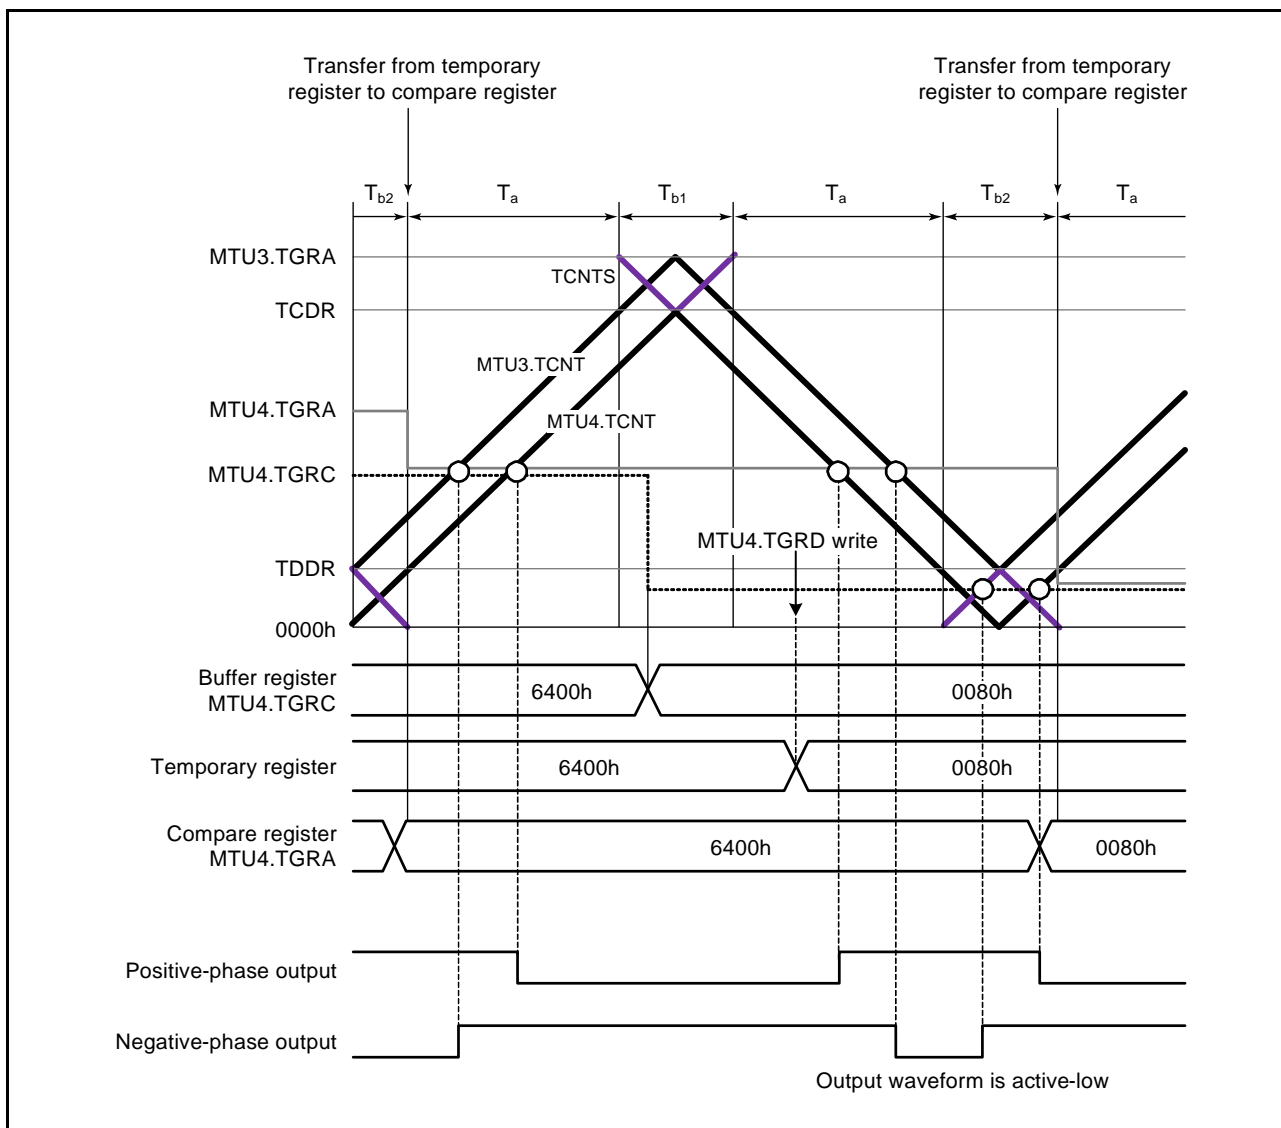 Transfer from temporary
register to compare register
Transfer from temporary
register to compare register
Tb2
Ta
Tb1
Ta
Tb2
Ta
MTU3.TGRA
TCNTS
TCDR
MTU3.TCNT
MTU4.TGRA
MTU4.TCNT
MTU4.TGRC
MTU4.TGRD write
TDDR
0000h
Buffer register
MTU4.TGRC
6400h
0080h
Temporary register
6400h
0080h
Compare register
MTU4.TGRA
6400h
0080h
Positive-phase output
Negative-phase output
Output waveform is active-low